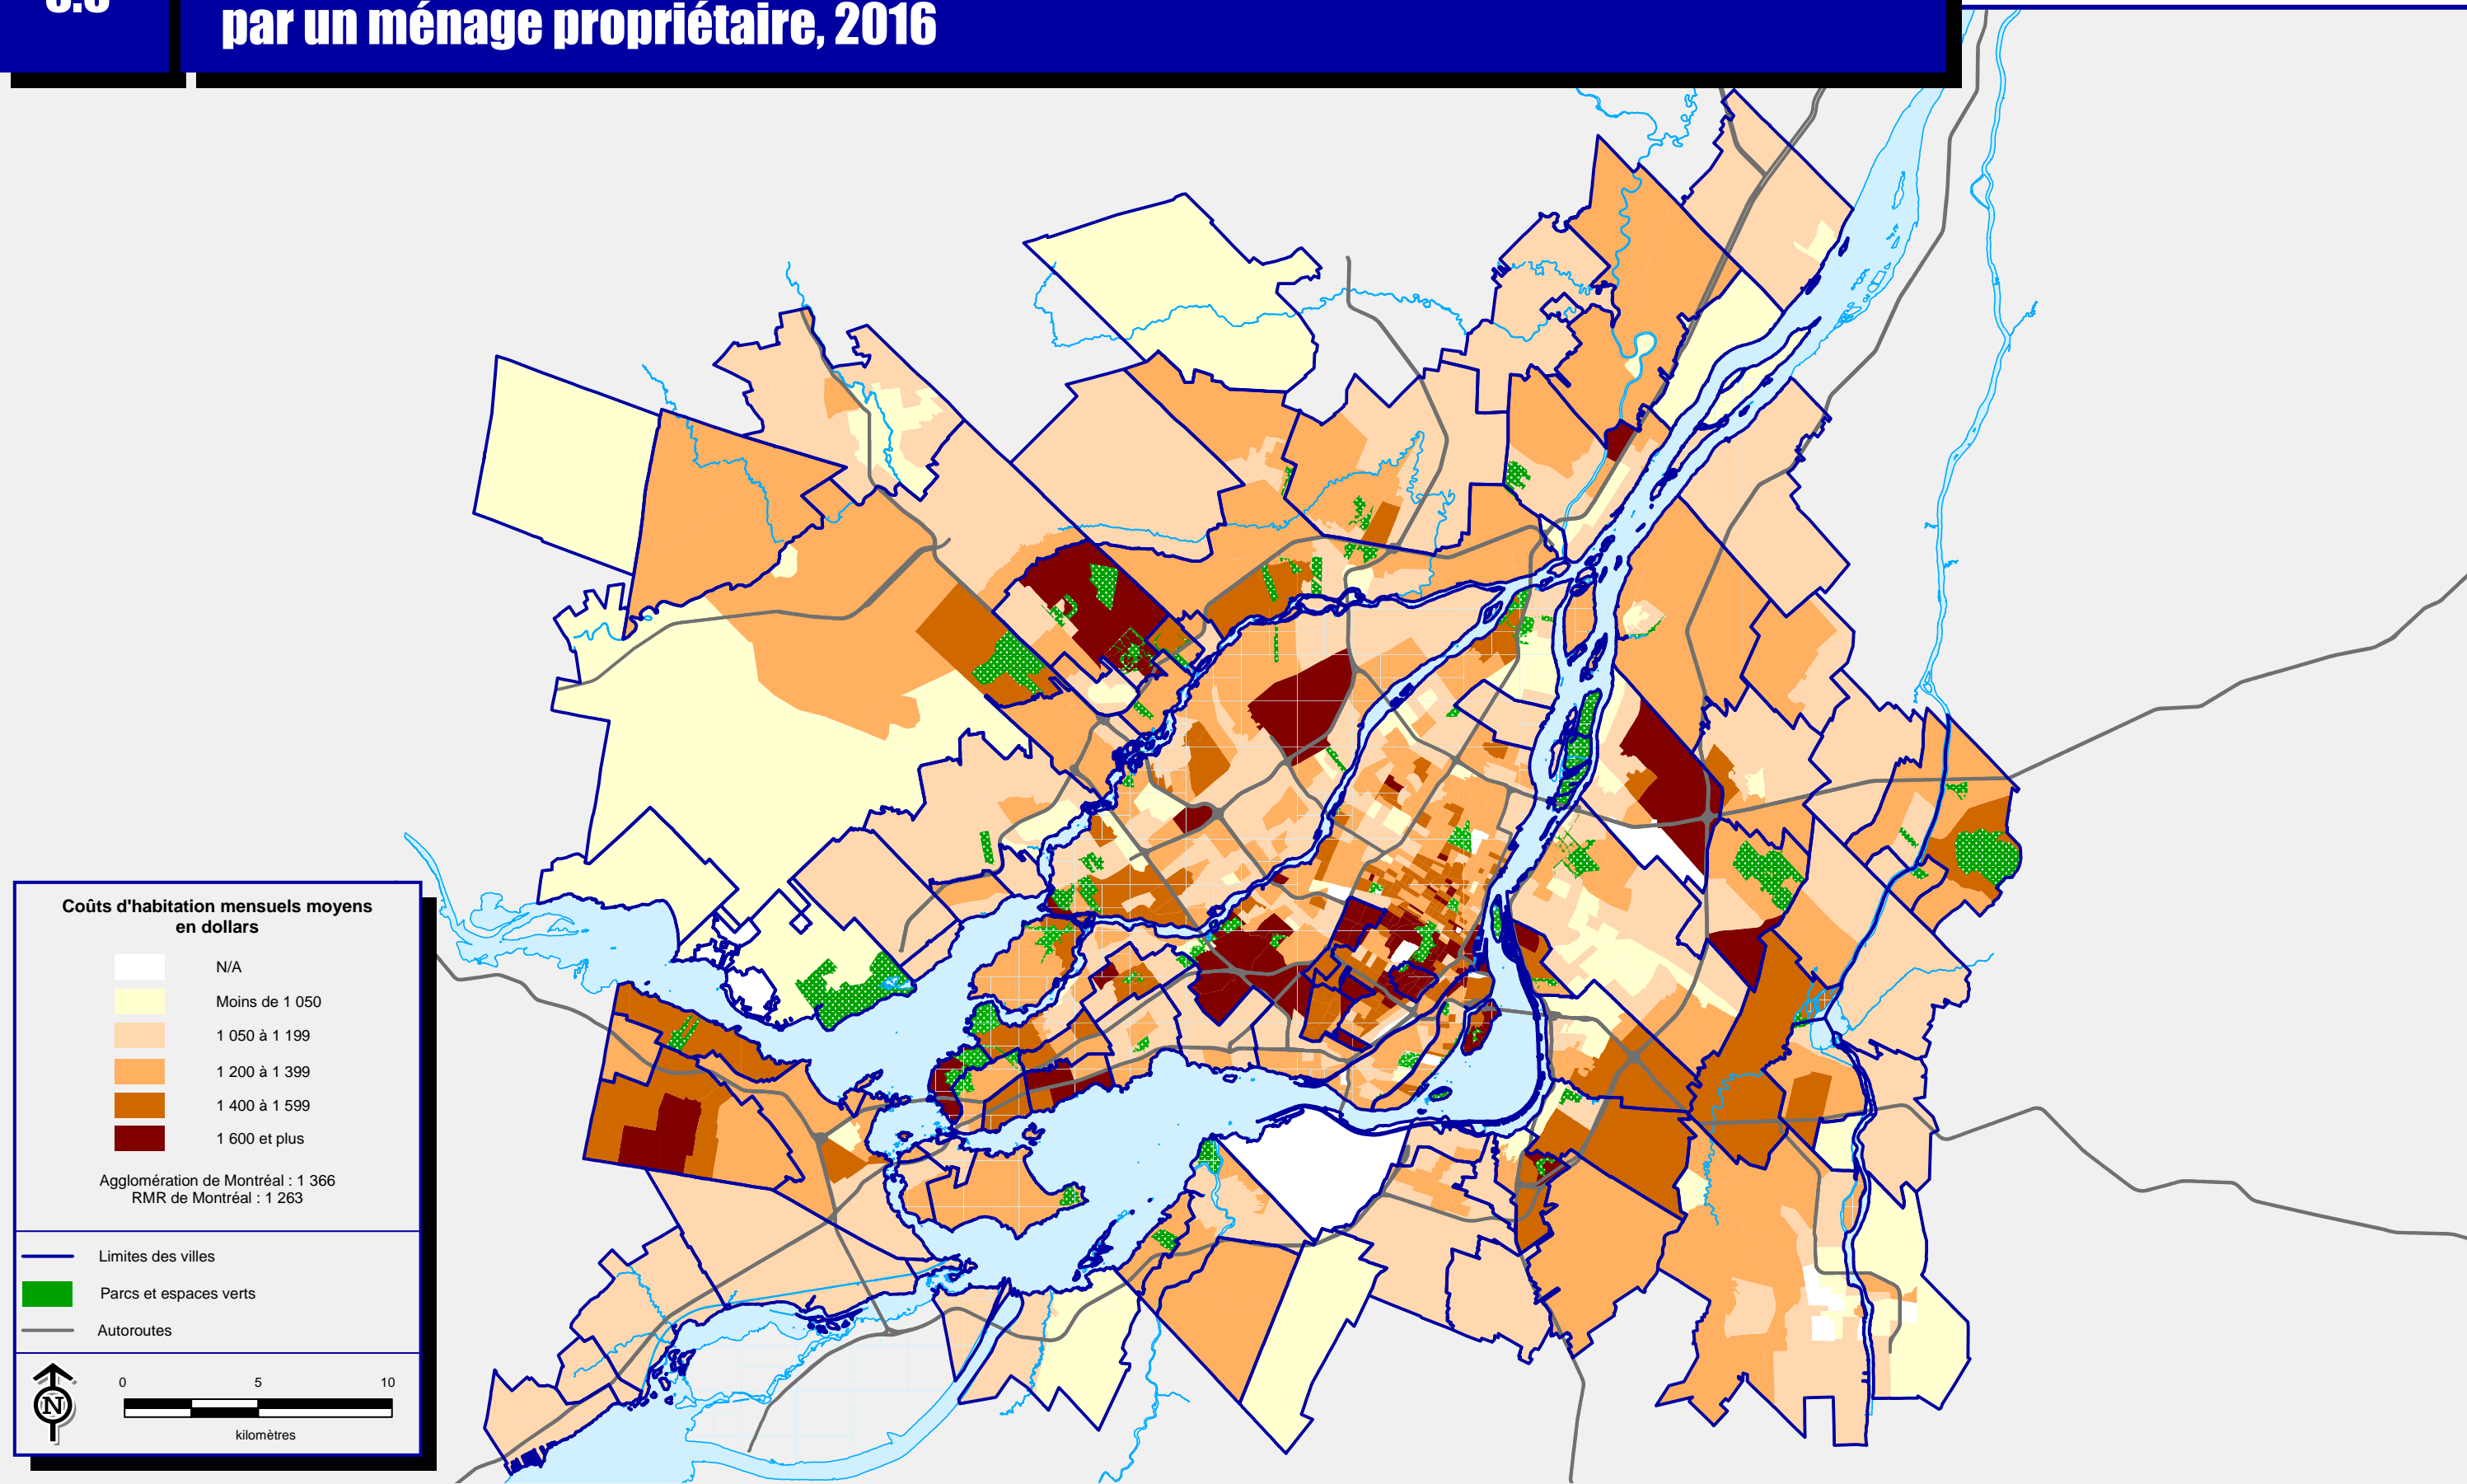 par un ménage propriétaire, 2016
Coûts d'habitation mensuels moyens
en dollars
N/A
Moins de 1 050
1 050 à 1 199
1 200 à 1 399
1 400 à 1 599
1 600 et plus
Agglomération de Montréal : 1 366
RMR de Montréal : 1 263
Limites des villes
Parcs et espaces verts
Autoroutes
N
0 5 10
kilomètres